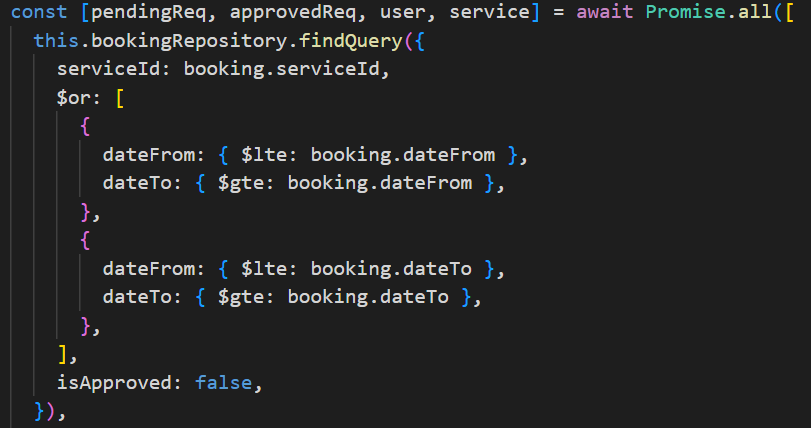 const [pendingReq, approvedReq, user, service] = await Promise.all([
this.bookingRepository.findQuery({
serviceId: booking.serviceId,
$or: [
{
dateFrom: { $lte: booking.dateFrom },
dateTo: { $gte: booking.dateFrom },
},
{
dateFrom: { $lte: booking.dateTo },
dateTo: { $gte: booking.dateTo },
},
],
isApproved: false,
}),